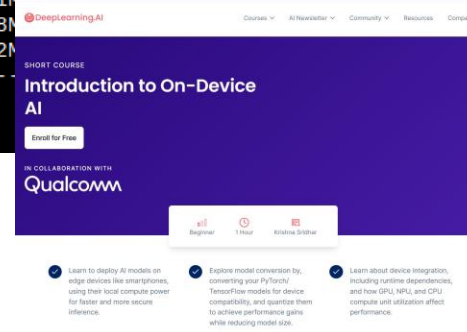 DeepLearning.AI
Courses
AI Newsletter
Community
Resources
SHORT COURSE
Introduction to On-Device
AI
Enroll for Free
IN COLLABORATION WITH
Qualcomm
Beginner
1 Hour
Krishna Sridhar
Learn to deploy AI models on
edge devices like smartphones,
using their local compute power
for faster and more secure
inference.
Explore model conversion by,
converting your PyTorch/
TensorFlow models for device
compatibility, and quantize them
to achieve performance gains
while reducing model size.
Learn about device integration,
including runtime dependencies,
and how GPU, NPU, and CPU
compute unit utilization affect
performance.